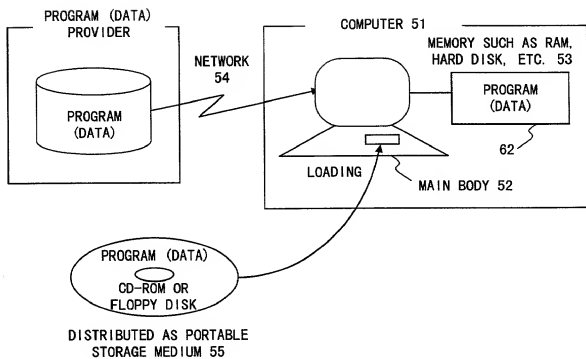 PROGRAM (DATA)
PROVIDER
PROGRAM
(DATA)
NETWORK
54
COMPUTER 51
MEMORY SUCH AS RAM,
HARD DISK, ETC. 53
PROGRAM
(DATA)
62
LOADING
MAIN BODY 52
PROGRAM (DATA)
CD-ROM OR
FLOPPY DISK
DISTRIBUTED AS PORTABLE
STORAGE MEDIUM 55